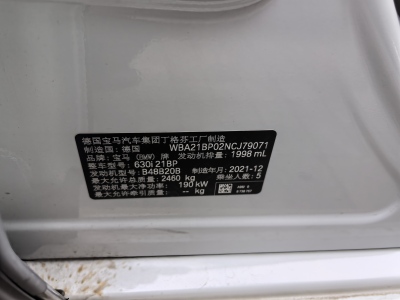 德国宝马汽车集团丁格芬工厂制造
制造国：德国 WBA21BP02NCJ79071
品牌：宝马（BMW）牌 发动机排量：1998 mL
整车型号：630i 21BP
发动机型号：B48B20B 制造年月：2021-12
最大允许总质量：2460 kg 乘坐人数：5
发动机最大净功率：190 kW
最大允许牵引质量：-- kg